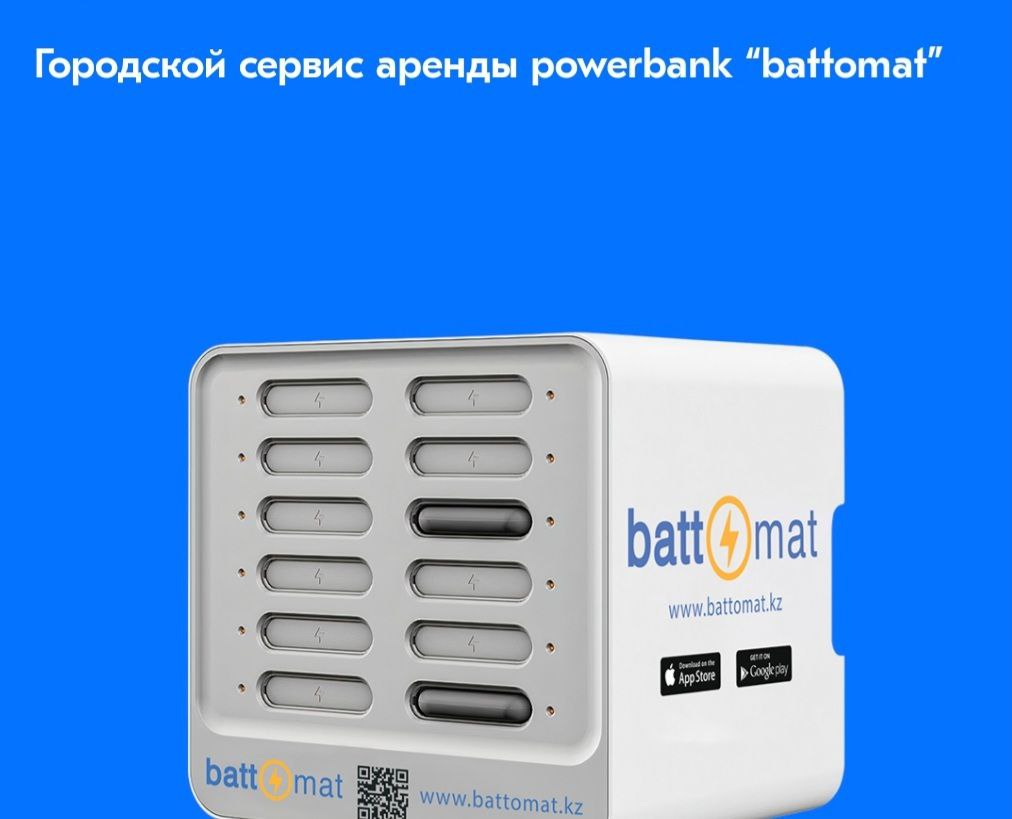 Городской сервис аренды powerbank “battomat”
battomat
www.battomat.kz
Download on the
App Store
GET IT ON
Google play
battomat
www.battomat.kz